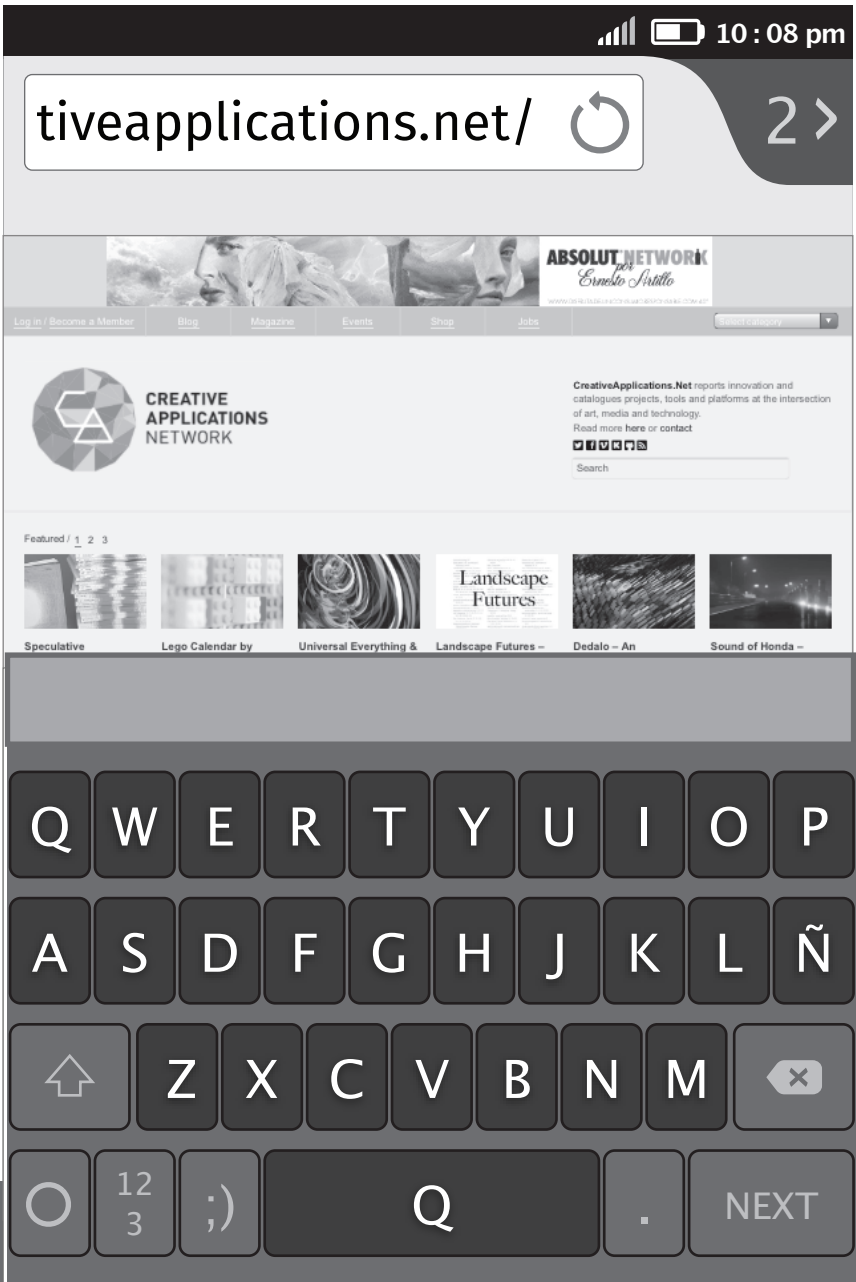 10 : 08 pm
tiveapplications.net/
2 >
ABSOLUT NETWORK
por
Ernesto Artillo
Log in / Become a Member Blog Magazine Events Shop Jobs Select category
CREATIVE
APPLICATIONS
NETWORK
CreativeApplications.Net reports innovation and
catalogues projects, tools and platforms at the intersection
of art, media and technology.
Read more here or contact
Search
Featured / 1 2 3
Landscape
Futures
Speculative Lego Calendar by Universal Everything & Landscape Futures – Dedalo – An Sound of Honda –
Q W E R T Y U I O P
A S D F G H J K L Ñ
Z X C V B N M
12
3
;) Q . NEXT